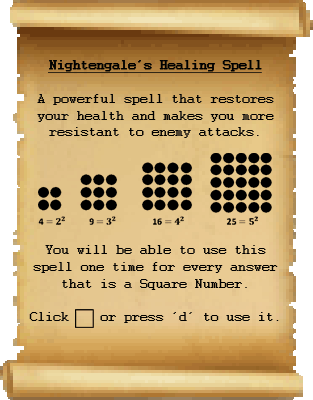 Nightengale´s Healing Spell
A powerful spell that restores
your health and makes you more
resistant to enemy attacks.
4 = 2² 9 = 3² 16 = 4² 25 = 5²
You will be able to use this
spell one time for every answer
that is a Square Number.
Click or press ´d´ to use it.